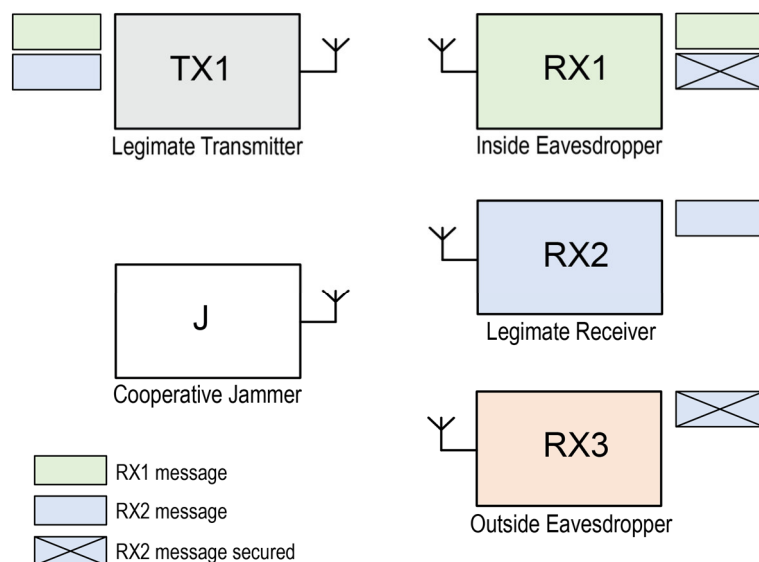 TX1
Legimate Transmitter
RX1
Inside Eavesdropper
RX2
Legimate Receiver
J
Cooperative Jammer
RX3
Outside Eavesdropper
RX1 message
RX2 message
RX2 message secured